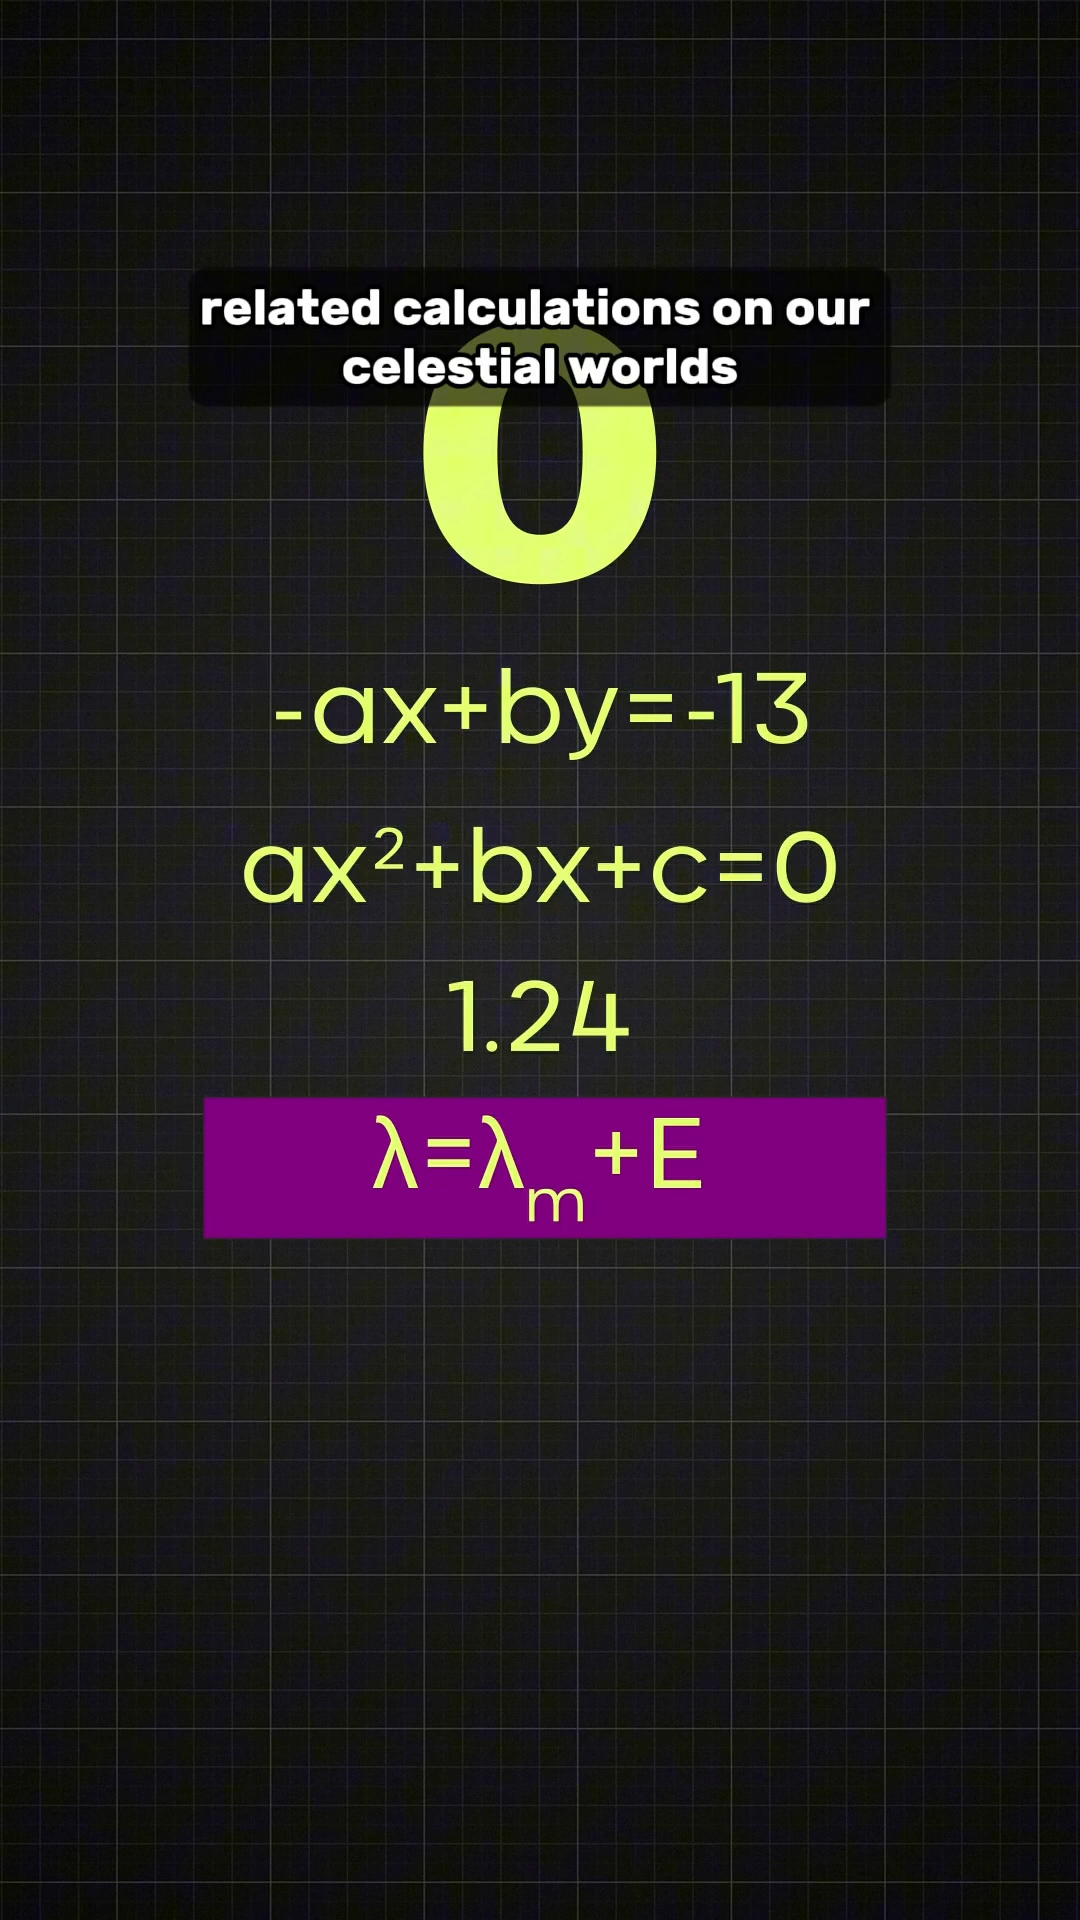 related calculations on our
celestial worlds
0
-ax+by=-13
ax²+bx+c=0
1.24
λ=λₘ+E